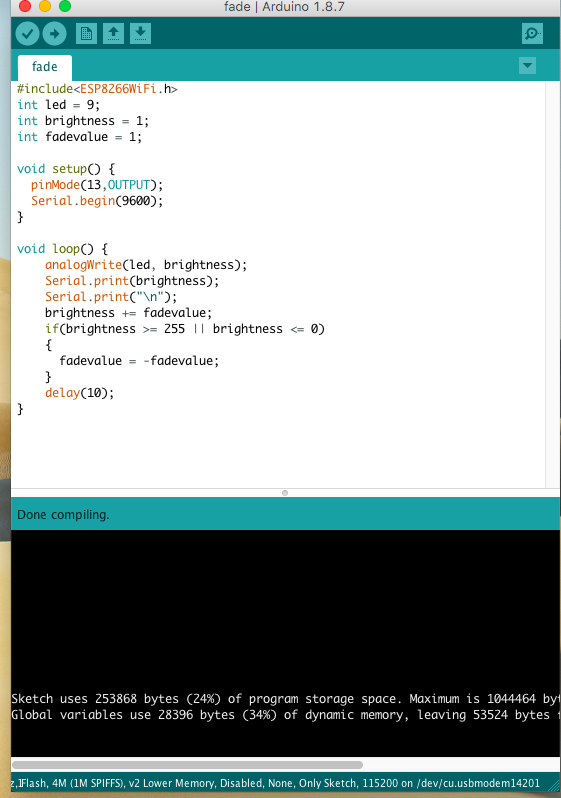 fade | Arduino 1.8.7
fade
#include<ESP8266WiFi.h>
int led = 9;
int brightness = 1;
int fadevalue = 1;
void setup() {
pinMode(13,OUTPUT);
Serial.begin(9600);
}
void loop() {
analogWrite(led, brightness);
Serial.print(brightness);
Serial.print("\n");
brightness += fadevalue;
if(brightness >= 255 || brightness <= 0)
{
fadevalue = -fadevalue;
}
delay(10);
}
Done compiling.
Sketch uses 253868 bytes (24%) of program storage space. Maximum is 1044464 byt
Global variables use 28396 bytes (34%) of dynamic memory, leaving 53524 bytes
Flash, 4M (1M SPIFFS), v2 Lower Memory, Disabled, None, Only Sketch, 115200 on /dev/cu.usbmodem14201